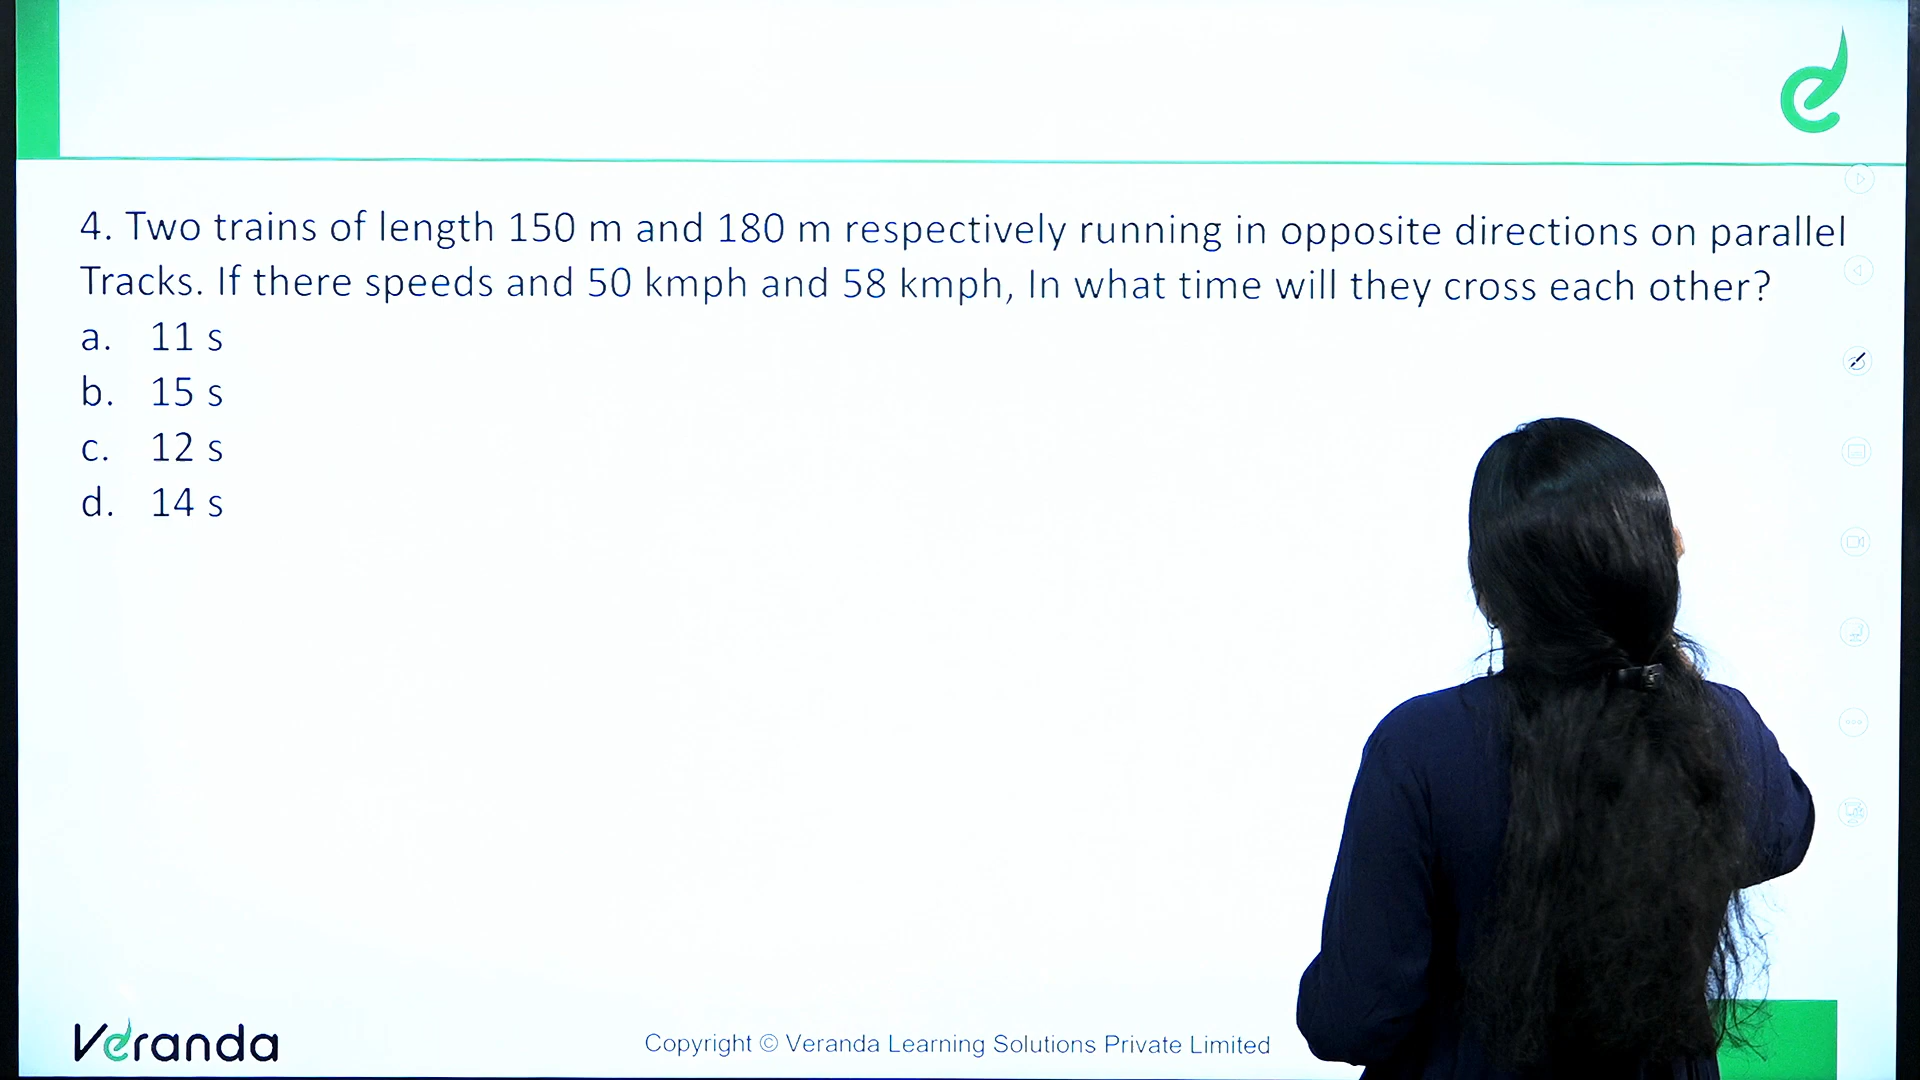 4. Two trains of length 150 m and 180 m respectively running in opposite directions on parallel
Tracks. If there speeds and 50 kmph and 58 kmph, In what time will they cross each other?
a. 11 s
b. 15 s
c. 12 s
d. 14 s
Veranda
Copyright © Veranda Learning Solutions Private Limited